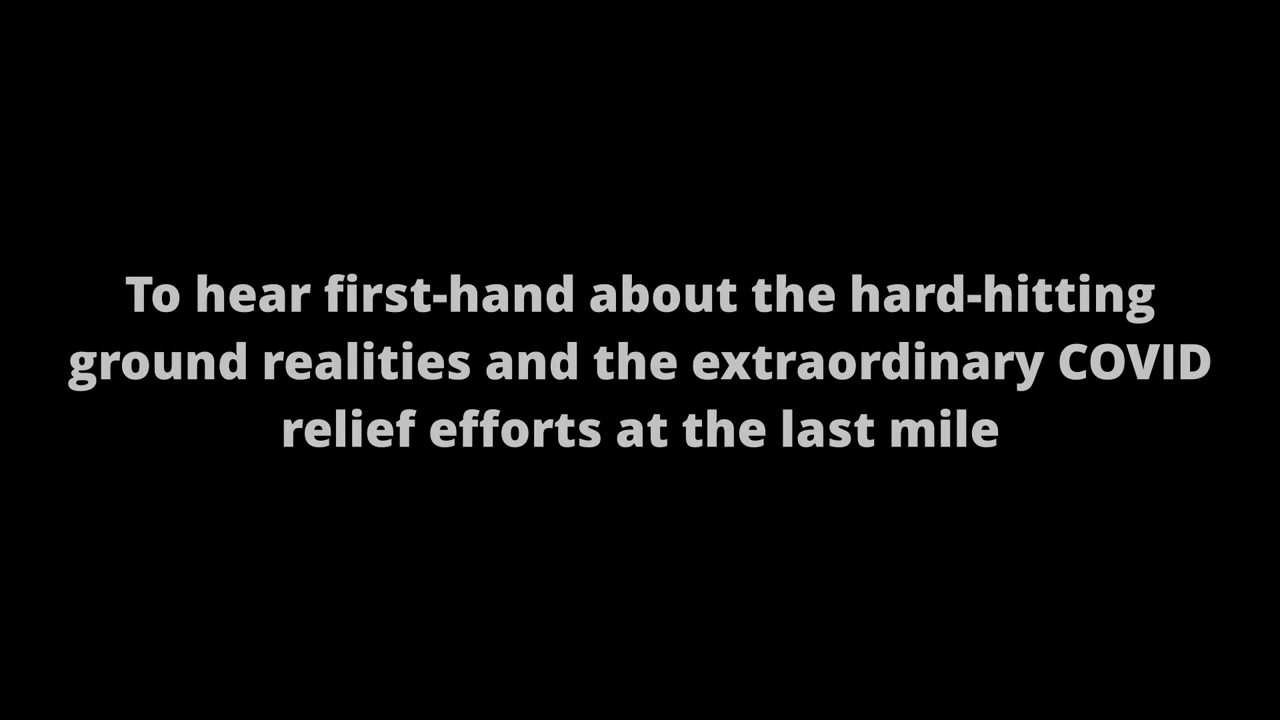 To hear first-hand about the hard-hitting
ground realities and the extraordinary COVID
relief efforts at the last mile